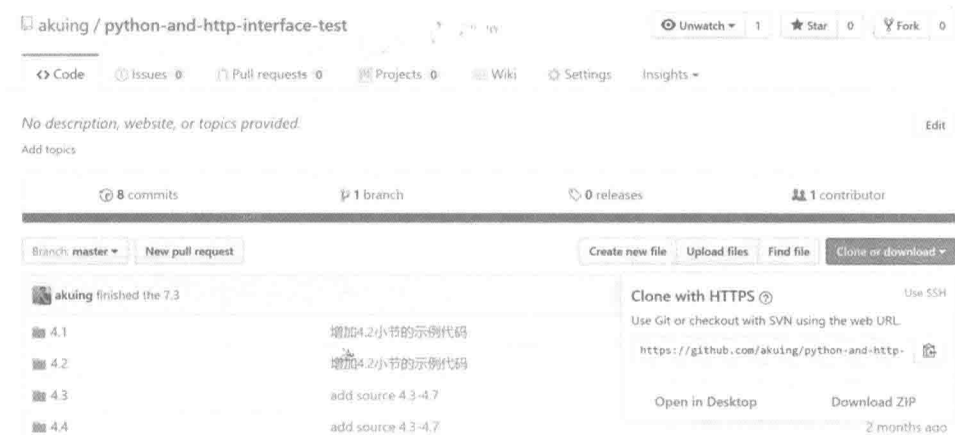 akuing / python-and-http-interface-test
Unwatch 1 Star 0 Fork 0
<> Code Issues 0 Pull requests 0 Projects 0 Wiki Settings Insights
No description, website, or topics provided.
Edit
Add topics
8 commits 1 branch 0 releases 1 contributor
Branch: master New pull request Create new file Upload files Find file Clone or download
akuing finished the 7.3
Clone with HTTPS ? Use SSH
Use Git or checkout with SVN using the web URL.
https://github.com/akuing/python-and-http-
Open in Desktop Download ZIP
4.1 增加4.2小节的示例代码
4.2 增加4.2小节的示例代码
4.3 add source 4.3-4.7
4.4 add source 4.3-4.7 2 months ago